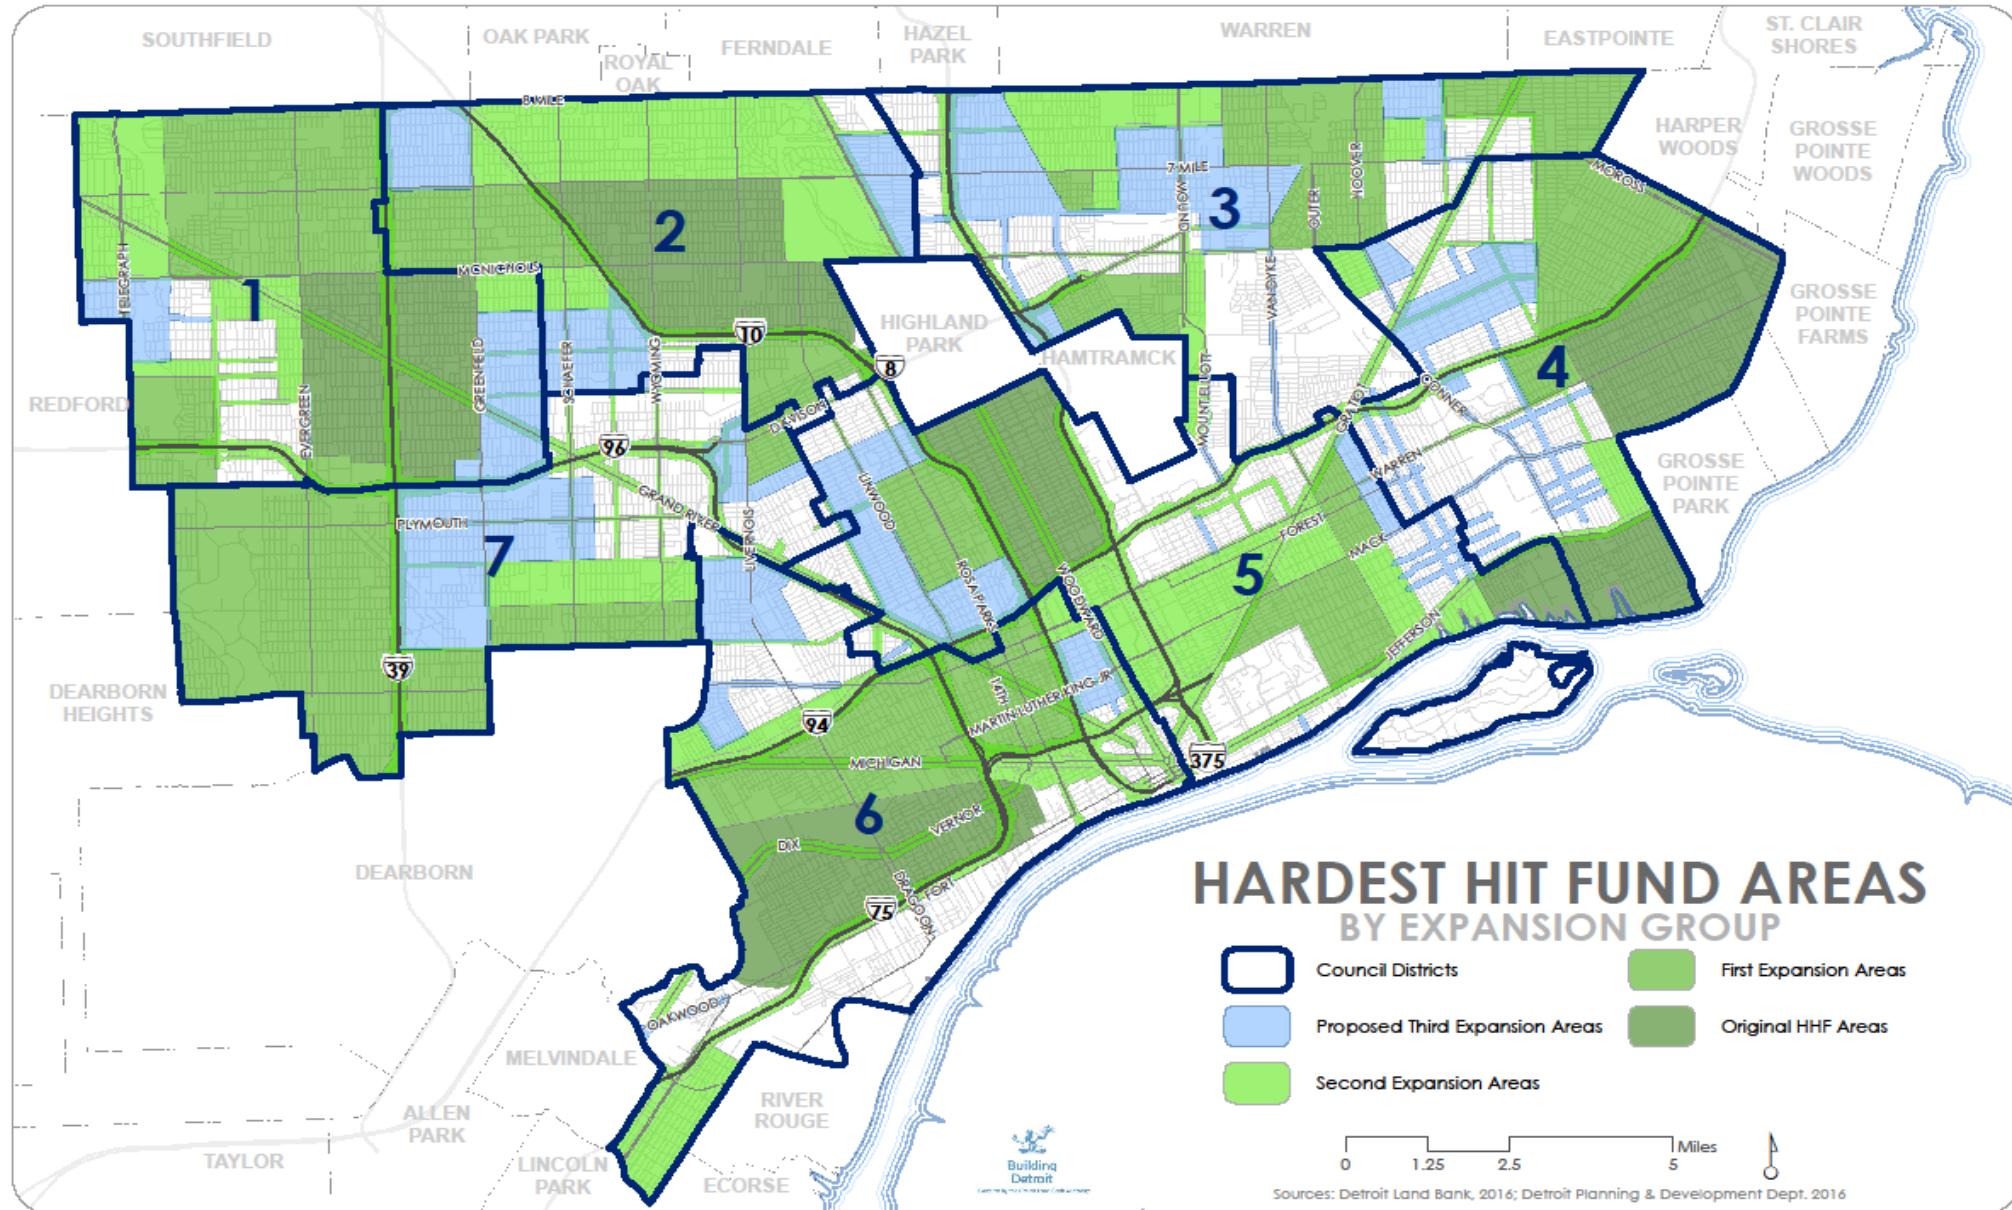 SOUTHFIELD
OAK PARK
ROYAL
OAK
FERNDALE
HAZEL
PARK
WARREN
EASTPOINTE
ST. CLAIR
SHORES
8 MILE
HARPER
WOODS
GROSSE
POINTE
WOODS
7 MILE
MOROSS
HOOVER
OUTER
MOUND
3
2
TELEGRAPH
MCNICHOLS
1
VAN DYKE
GROSSE
POINTE
FARMS
HIGHLAND
PARK
HAMTRAMCK
10
8
4
REDFORD
EVERGREEN
GREENFIELD
SCHAEFER
WYOMING
DAVISON
MOUNT ELLIOTT
GRATIOT
CONNER
96
GRAND RIVER
LINWOOD
WARREN
GROSSE
POINTE
PARK
PLYMOUTH
7
LIVERNOIS
ROSA PARKS
WOODWARD
FOREST
MACK
5
JEFFERSON
39
DEARBORN
HEIGHTS
14TH
MARTIN LUTHER KING JR
94
MICHIGAN
375
6
VERNOR
DIX
DRAGOON
FORT
75
DEARBORN
OAKWOOD
MELVINDALE
RIVER
ROUGE
ALLEN
PARK
TAYLOR
LINCOLN
PARK
ECORSE
HARDEST HIT FUND AREAS
BY EXPANSION GROUP
Council Districts
First Expansion Areas
Proposed Third Expansion Areas
Original HHF Areas
Second Expansion Areas
Building
Detroit
0 1.25 2.5 5 Miles
Sources: Detroit Land Bank, 2016; Detroit Planning & Development Dept. 2016